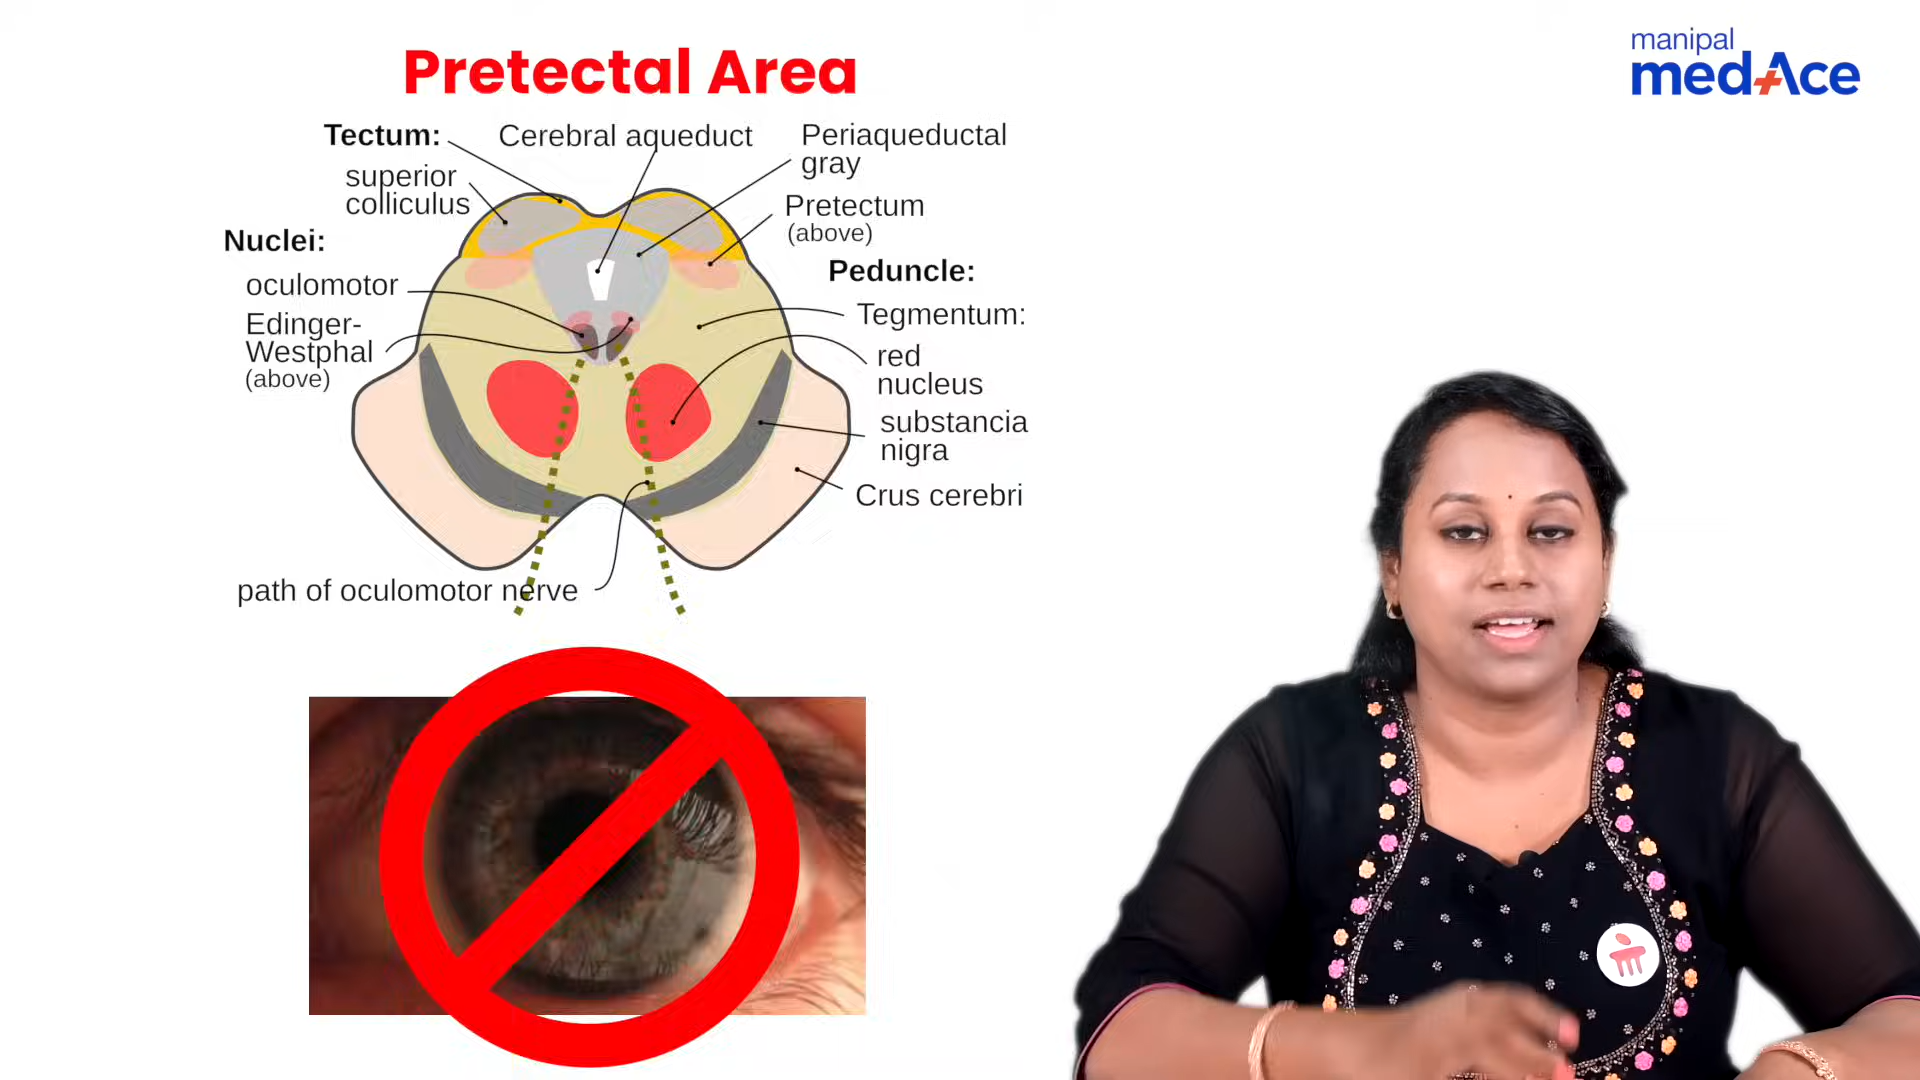 Pretectal Area
manipal
medAce
Tectum:
Cerebral aqueduct
Periaqueductal
gray
superior
colliculus
Pretectum
(above)
Nuclei:
Peduncle:
oculomotor
Tegmentum:
Edinger-
Westphal
(above)
red
nucleus
substancia
nigra
Crus cerebri
path of oculomotor nerve